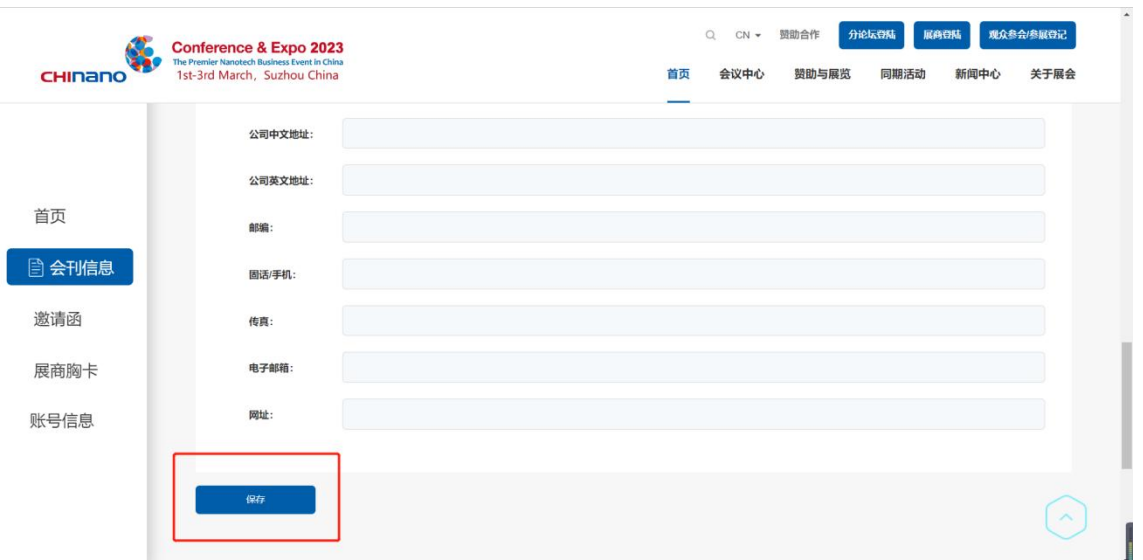 CHInano
Conference & Expo 2023
The Premier Nanotech Business Event in China
1st-3rd March, Suzhou China
CN 赞助合作 分论坛登陆 展商登陆 观众参会/参展登记
首页 会议中心 赞助与展览 同期活动 新闻中心 关于展会
首页
会刊信息
邀请函
展商胸卡
账号信息
公司中文地址:
公司英文地址:
邮编:
固话/手机:
传真:
电子邮箱:
网址:
保存